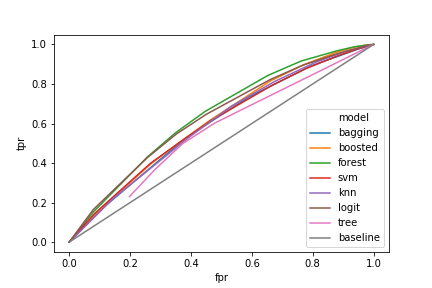 1.0
0.8
0.6
0.4
0.2
0.0
tpr
0.0
0.2
0.4
0.6
0.8
1.0
fpr
model
bagging
boosted
forest
svm
knn
logit
tree
baseline